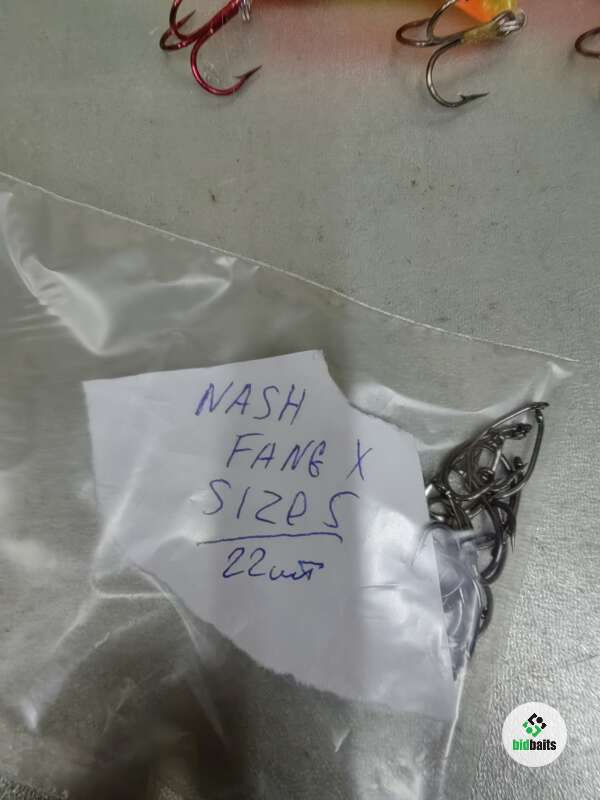 NASH
FANG X
SIZE 5
22шт
bidbaits